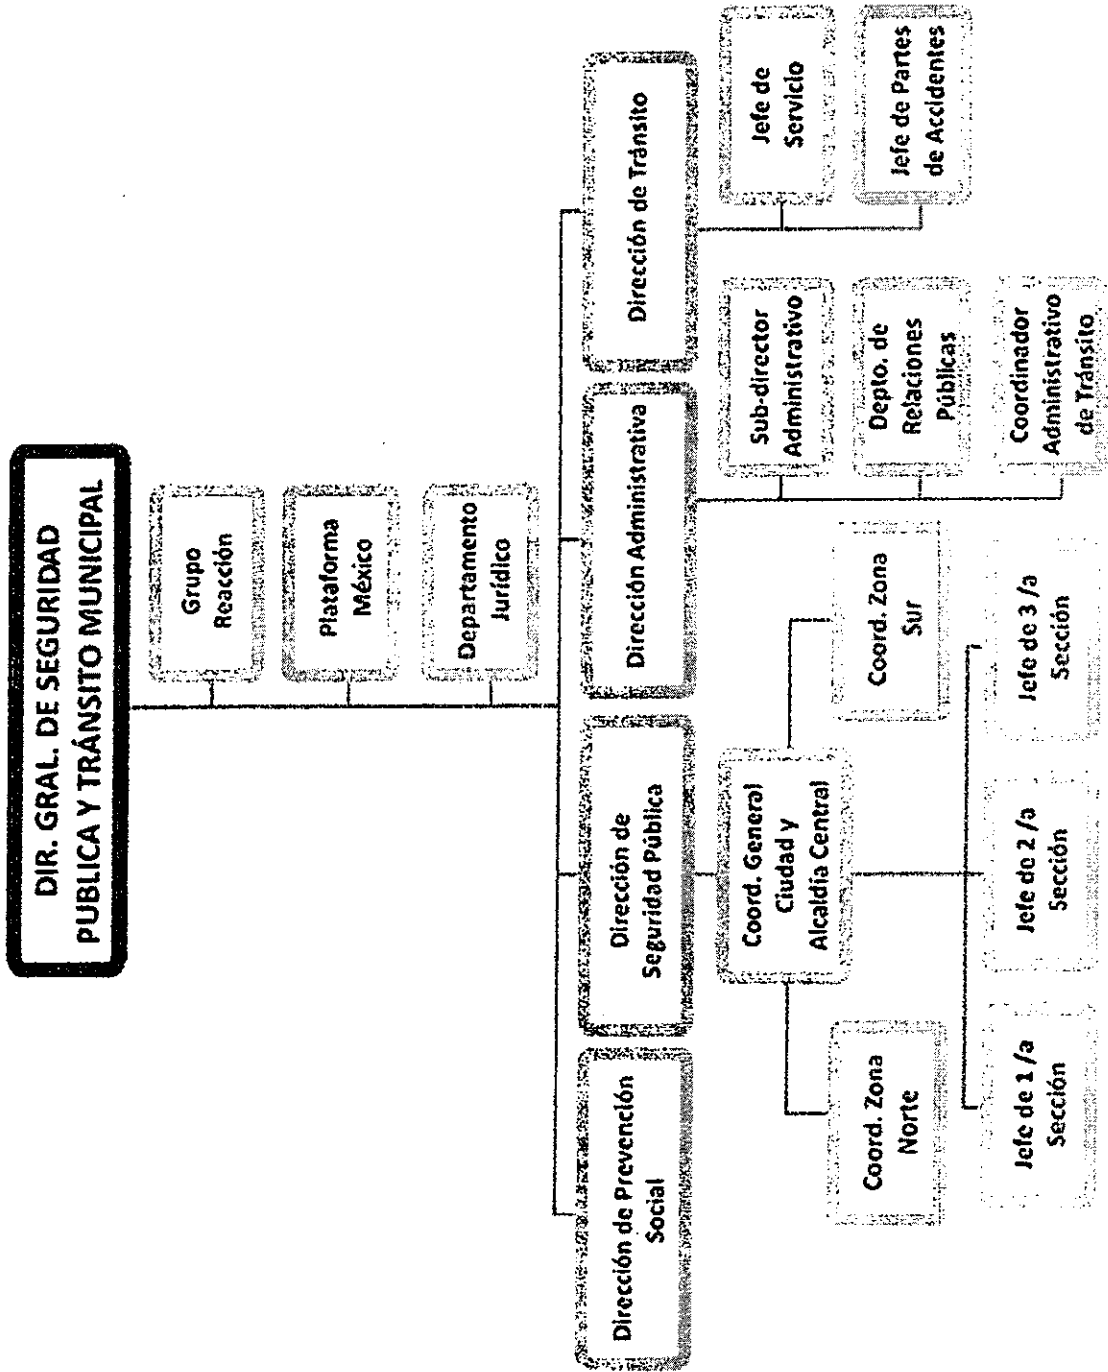 DIR. GRAL. DE SEGURIDAD
PUBLICA Y TRÁNSITO MUNICIPAL
Grupo
Reacción
Plataforma
México
Departamento
Jurídico
Dirección de Prevención
Social
Dirección de
Seguridad Pública
Dirección Administrativa
Dirección de Tránsito
Coord. General
Ciudad y
Alcaldía Central
Coord. Zona
Norte
Coord. Zona
Sur
Jefe de 1 /a
Sección
Jefe de 2 /a
Sección
Jefe de 3 /a
Sección
Sub-director
Administrativo
Depto. de
Relaciones
Públicas
Coordinador
Administrativo
de Tránsito
Jefe de
Servicio
Jefe de Partes
de Accidentes